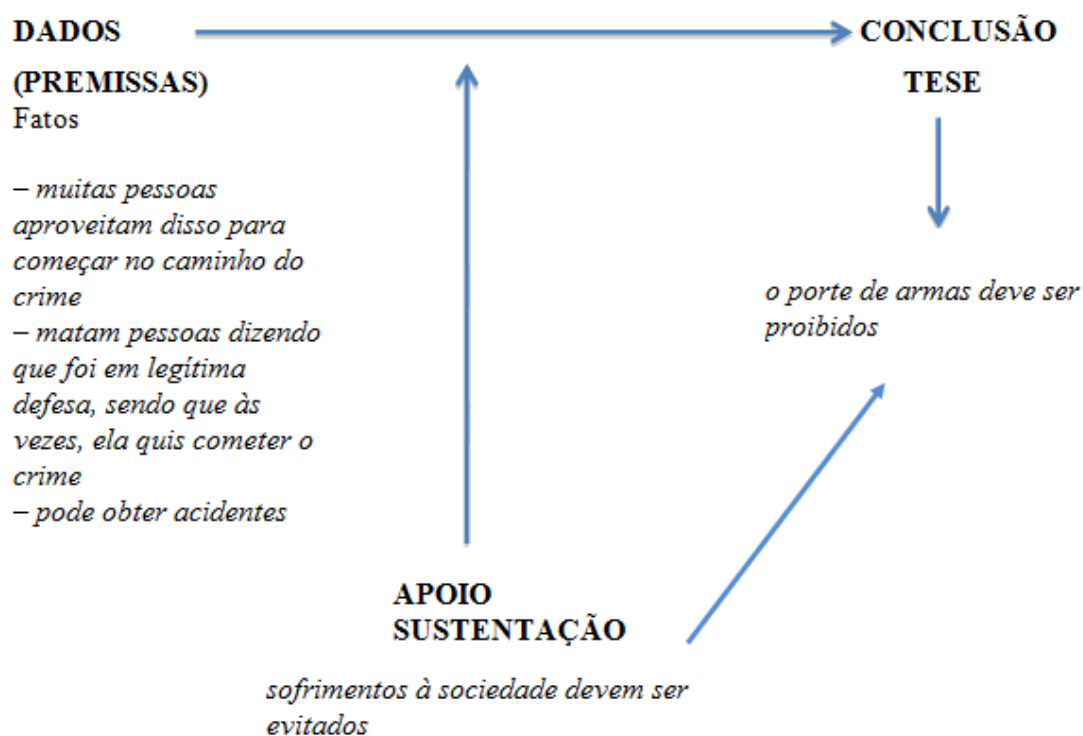 DADOS
CONCLUSÃO
(PREMISSAS)
TESE
Fatos
– muitas pessoas
aproveitam disso para
começar no caminho do
crime
– matam pessoas dizendo
que foi em legítima
defesa, sendo que às
vezes, ela quis cometer o
crime
– pode obter acidentes
o porte de armas deve ser
proibidos
APOIO
SUSTENTAÇÃO
sofrimentos à sociedade devem ser
evitados